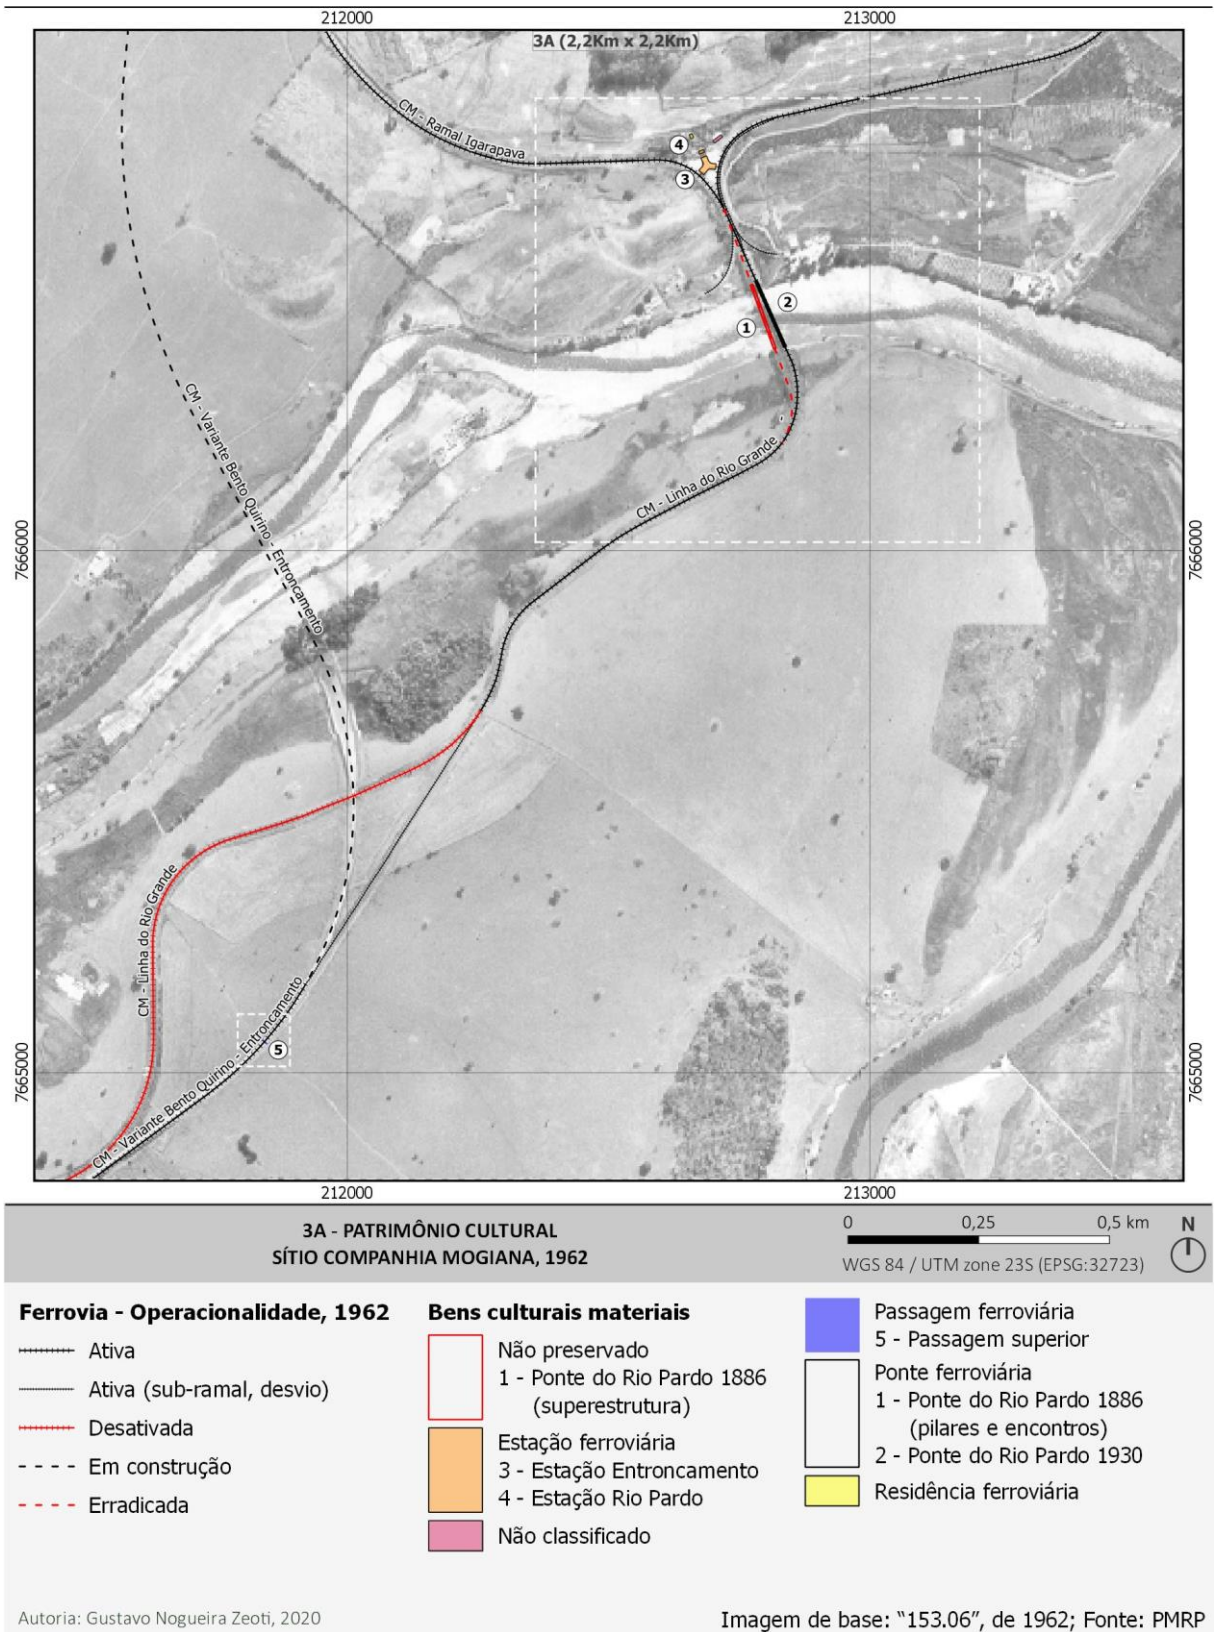 212000 213000
3A (2,2Km x 2,2Km)
CM - Ramal Igarapava
4
3
2
1
CM - Variante Bento Quirino - Entroncamento
CM - Linha do Rio Grande
7666000 7666000
CM - Linha do Rio Grande
CM - Variante Bento Quirino - Entroncamento
5
7665000 7665000
212000 213000
3A - PATRIMÔNIO CULTURAL
SÍTIO COMPANHIA MOGIANA, 1962
0 0,25 0,5 km
N
WGS 84 / UTM zone 23S (EPSG:32723)
Ferrovia - Operacionalidade, 1962
Ativa
Ativa (sub-ramal, desvio)
Desativada
Em construção
Erradicada
Bens culturais materiais
Não preservado
1 - Ponte do Rio Pardo 1886
(superestrutura)
Estação ferroviária
3 - Estação Entroncamento
4 - Estação Rio Pardo
Não classificado
Passagem ferroviária
5 - Passagem superior
Ponte ferroviária
1 - Ponte do Rio Pardo 1886
(pilares e encontros)
2 - Ponte do Rio Pardo 1930
Residência ferroviária
Autoria: Gustavo Nogueira Zeoti, 2020
Imagem de base: “153.06”, de 1962; Fonte: PMRP